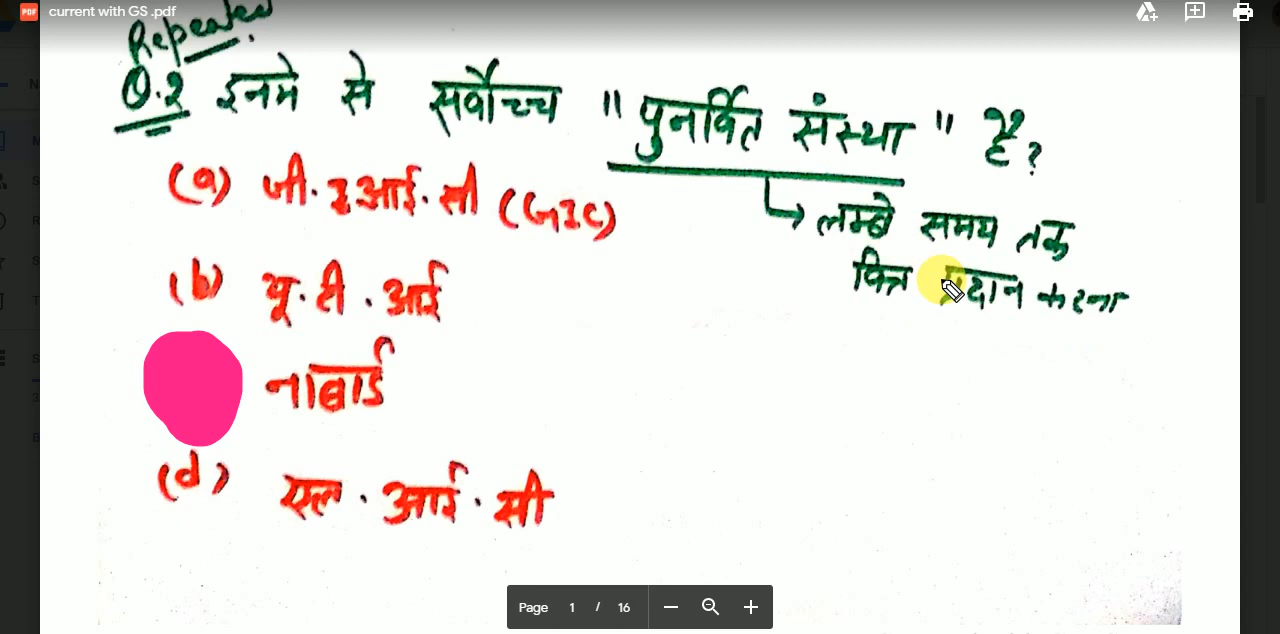 current with GS .pdf
Repeated
Q.2 इनमे से सर्वोच्च "पुनर्वित संस्था" है?
(a) जी.इआई.सी (GIC)
→ लम्बे समय तक
वित्त प्रदान करना
(b) यू.टी.आई
नाबार्ड
(d) एल.आई.सी
Page 1 / 16